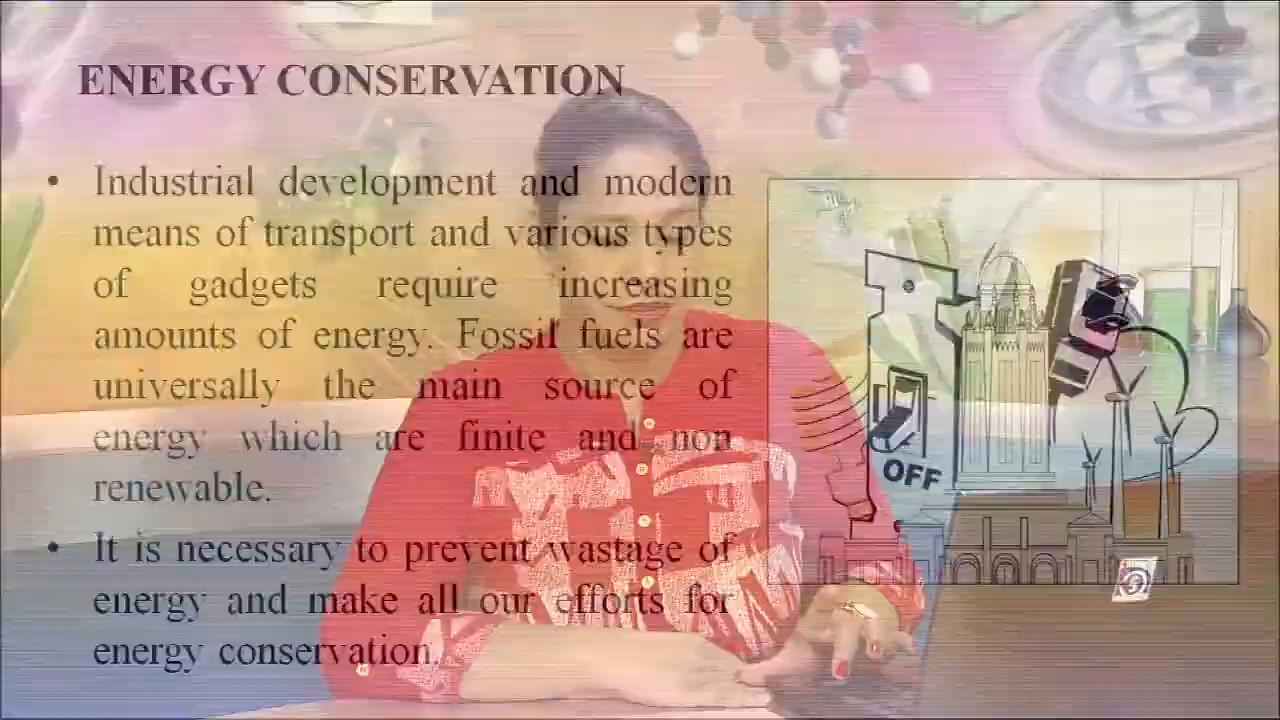 ENERGY CONSERVATION
• Industrial development and modern
means of transport and various types
of gadgets require increasing
amounts of energy. Fossil fuels are
universally the main source of
energy which are finite and non
renewable.
• It is necessary to prevent wastage of
energy and make all our efforts for
energy conservation.
OFF